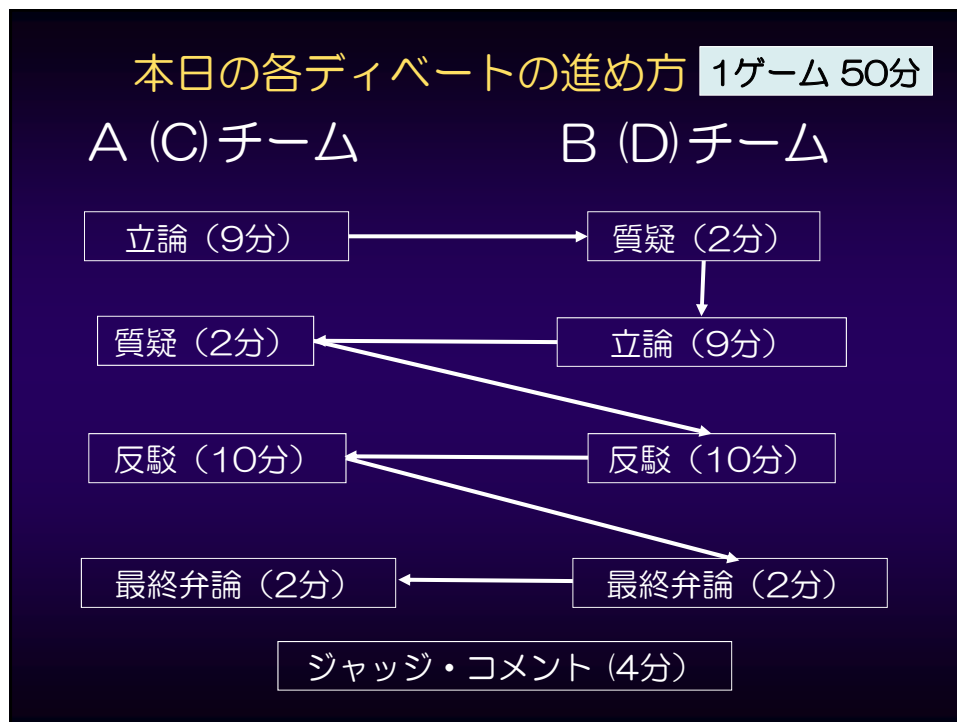 本日の各ディベートの進め方 1ゲーム 50分
A (C)チーム B (D)チーム
立論(9分) 質疑(2分)
質疑(2分) 立論(9分)
反駁(10分) 反駁(10分)
最終弁論(2分) 最終弁論(2分)
ジャッジ・コメント (4分)